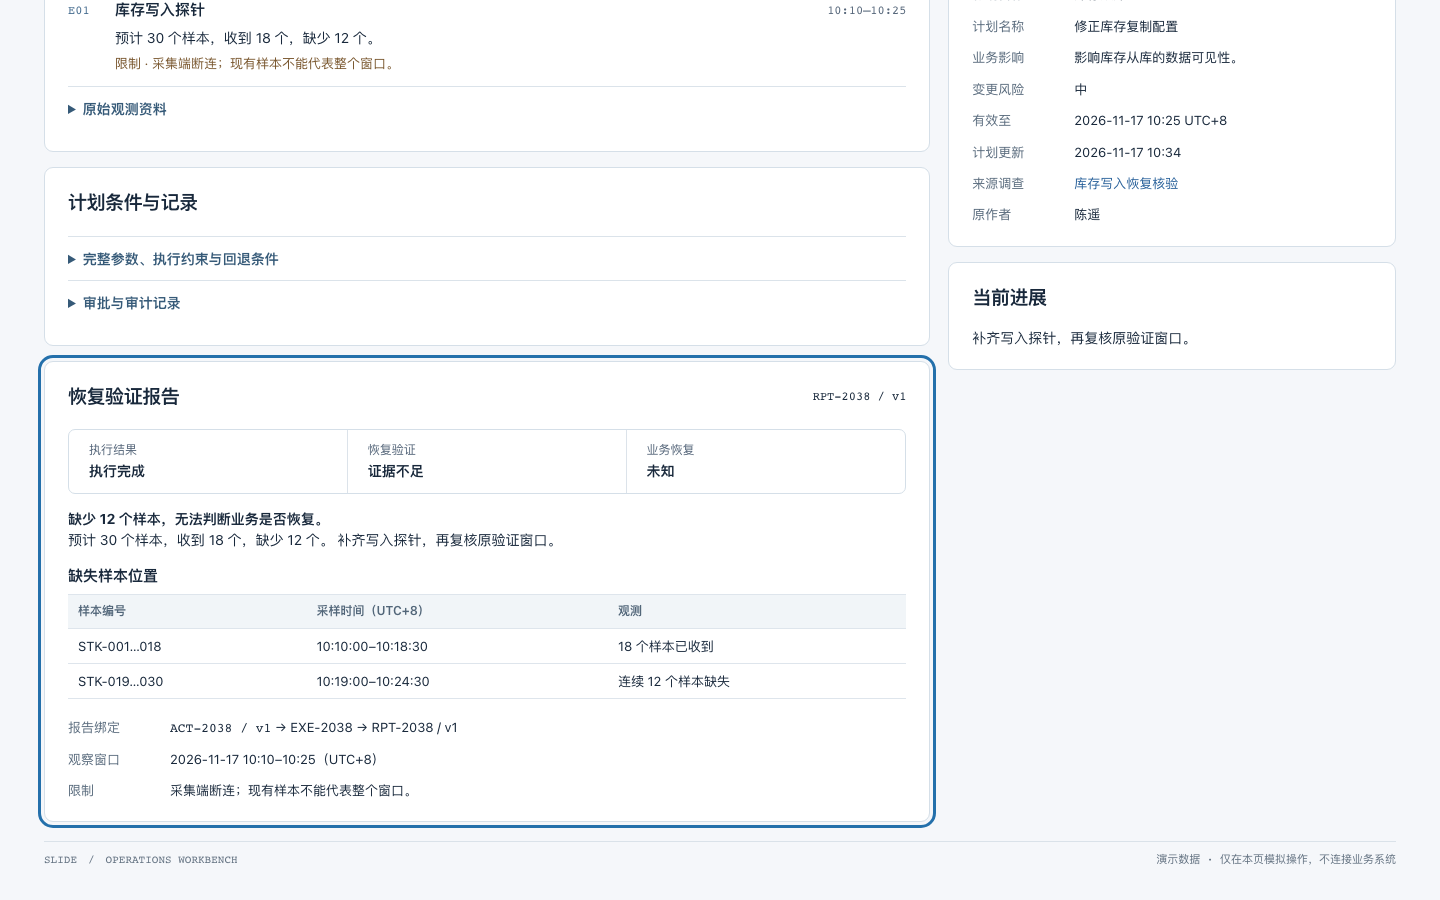 E01 库存写入探针 10:10—10:25
预计 30 个样本，收到 18 个，缺少 12 个。
限制 · 采集端断连；现有样本不能代表整个窗口。
▶ 原始观测资料
计划条件与记录
▶ 完整参数、执行约束与回退条件
▶ 审批与审计记录
恢复验证报告 RPT-2038 / v1
执行结果 恢复验证 业务恢复
执行完成 证据不足 未知
缺少 12 个样本，无法判断业务是否恢复。
预计 30 个样本，收到 18 个，缺少 12 个。 补齐写入探针，再复核原验证窗口。
缺失样本位置
样本编号 采样时间（UTC+8） 观测
STK-001…018 10:10:00–10:18:30 18 个样本已收到
STK-019…030 10:19:00–10:24:30 连续 12 个样本缺失
报告绑定 ACT-2038 / v1 → EXE-2038 → RPT-2038 / v1
观察窗口 2026-11-17 10:10–10:25（UTC+8）
限制 采集端断连；现有样本不能代表整个窗口。
计划名称 修正库存复制配置
业务影响 影响库存从库的数据可见性。
变更风险 中
有效至 2026-11-17 10:25 UTC+8
计划更新 2026-11-17 10:34
来源调查 库存写入恢复核验
原作者 陈遥
当前进展
补齐写入探针，再复核原验证窗口。
SLIDE / OPERATIONS WORKBENCH
演示数据 · 仅在本页模拟操作，不连接业务系统